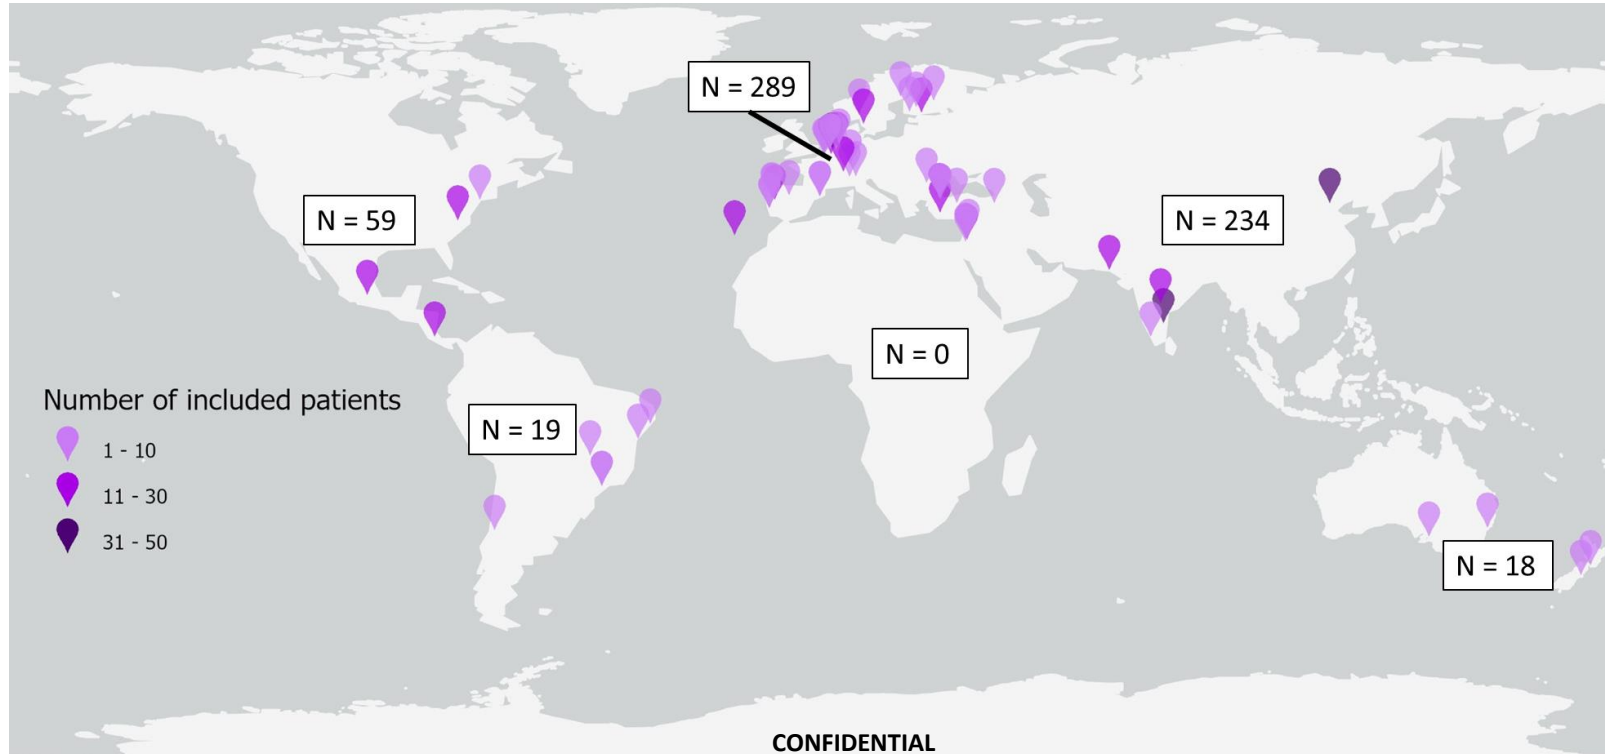 N = 289
N = 59
N = 234
N = 0
Number of included patients
1 - 10
11 - 30
31 - 50
N = 19
N = 18
CONFIDENTIAL